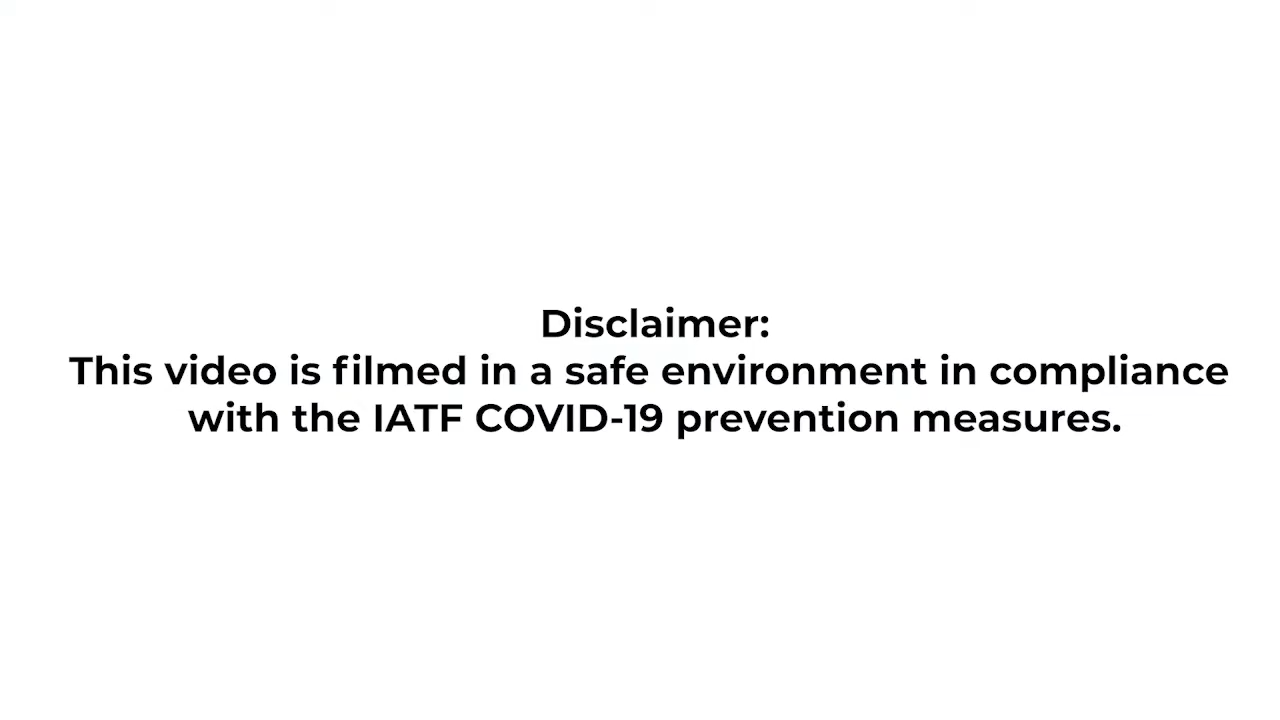 Disclaimer:
This video is filmed in a safe environment in compliance
with the IATF COVID-19 prevention measures.